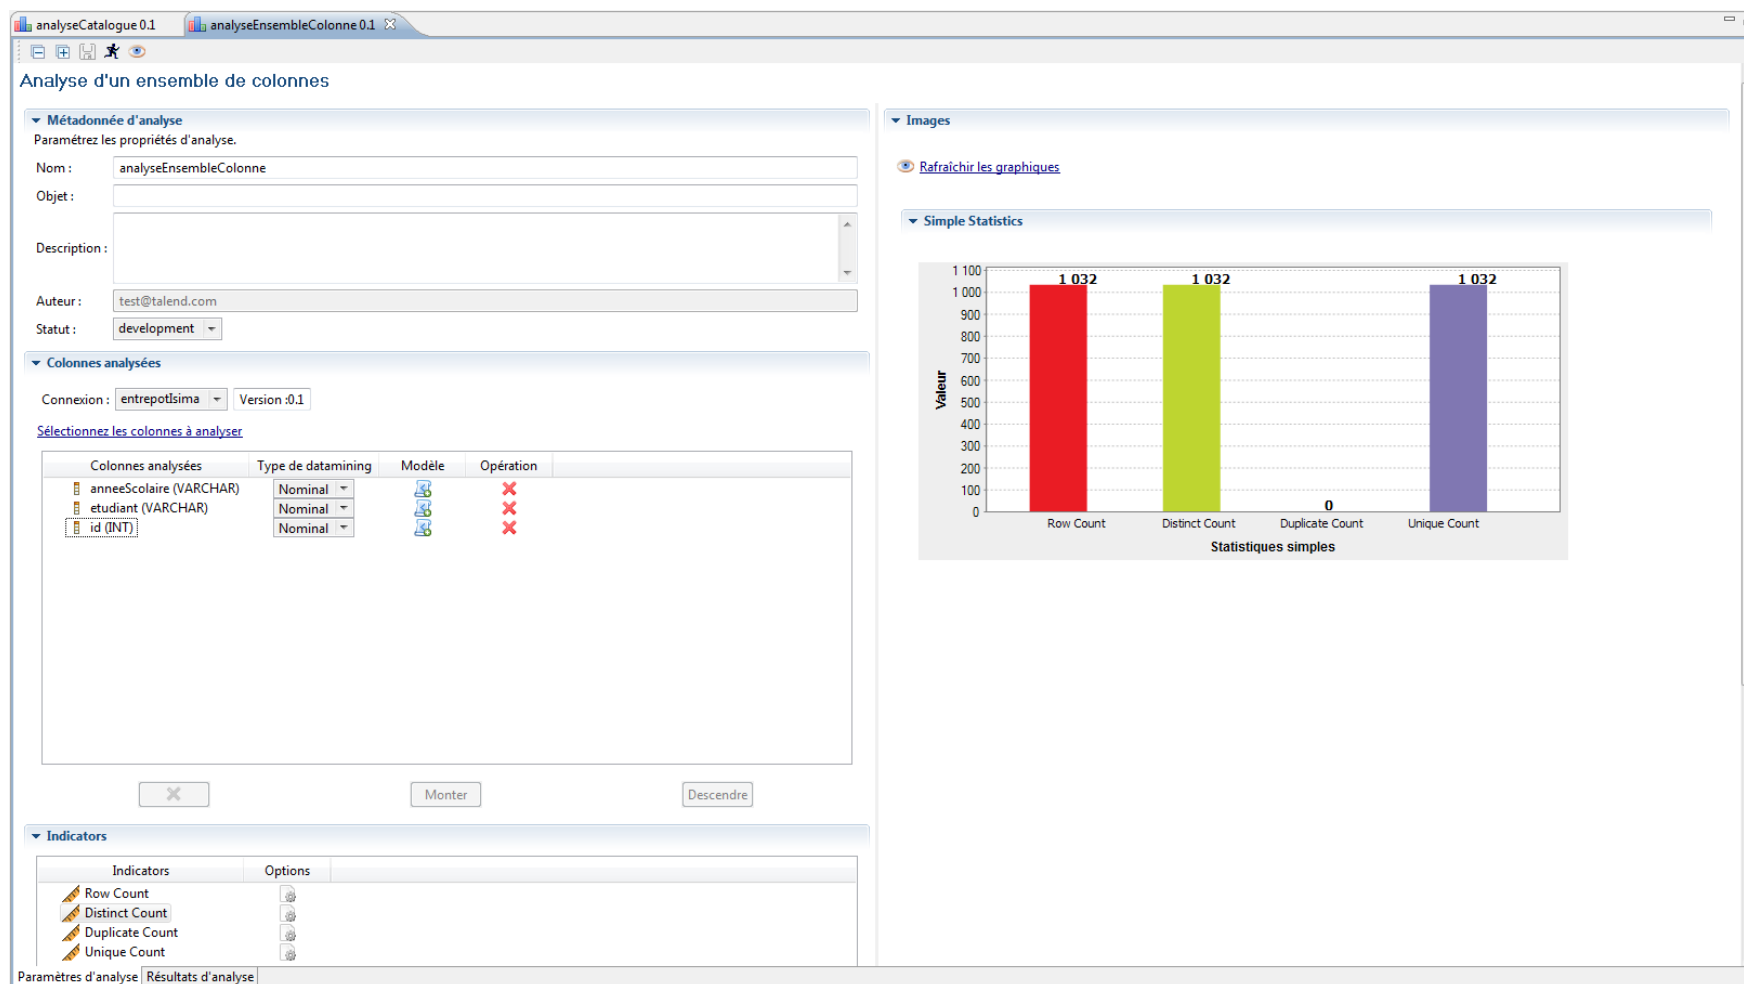 analyseCatalogue 0.1
analyseEnsembleColonne 0.1
Analyse d'un ensemble de colonnes
Métadonnée d'analyse
Paramétrez les propriétés d'analyse.
Nom : analyseEnsembleColonne
Objet :
Description :
Auteur : test@talend.com
Statut : development
Colonnes analysées
Connexion : entrepotIsima Version :0.1
Sélectionnez les colonnes à analyser
Colonnes analysées Type de datamining Modèle Opération
anneeScolaire (VARCHAR) Nominal
etudiant (VARCHAR) Nominal
id (INT) Nominal
Monter Descendre
Indicators
Indicators Options
Row Count
Distinct Count
Duplicate Count
Unique Count
Paramètres d'analyse Résultats d'analyse
Images
Rafraîchir les graphiques
Simple Statistics
1 032 1 032 0 1 032
1 100
1 000
900
800
700
600
500
400
300
200
100
0
Valeur
Row Count Distinct Count Duplicate Count Unique Count
Statistiques simples